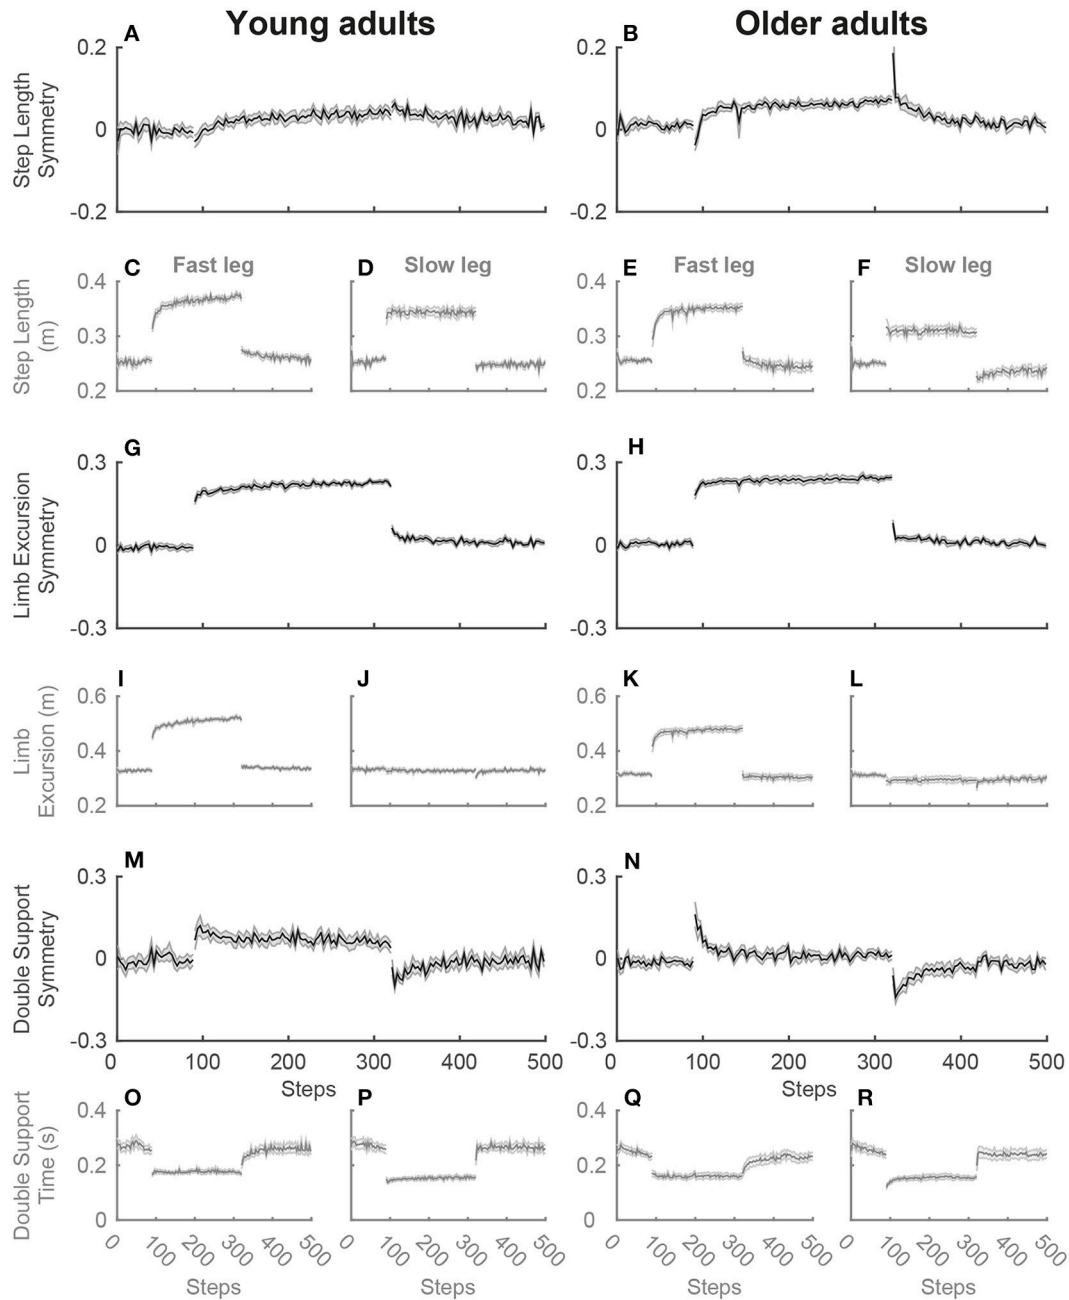 Young adults
Older adults
A
B
Step Length
Symmetry
0.2
0
-0.2
0.2
0
-0.2
C
Fast leg
D
Slow leg
E
Fast leg
F
Slow leg
Step Length
(m)
0.4
0.3
0.2
0.4
0.3
0.2
G
H
Limb Excursion
Symmetry
0.3
0
-0.3
0.3
0
-0.3
I
J
K
L
Limb
Excursion (m)
0.6
0.4
0.2
0.6
0.4
0.2
M
N
Double Support
Symmetry
0.3
0
-0.3
0.3
0
-0.3
0 100 200 300 400 500
0 100 200 300 400 500
Steps
Steps
O
P
Q
R
Double Support
Time (s)
0.4
0.2
0
0.4
0.2
0
0 100 200 300 400 500
0 100 200 300 400 500
0 100 200 300 400 500
0 100 200 300 400 500
Steps
Steps
Steps
Steps